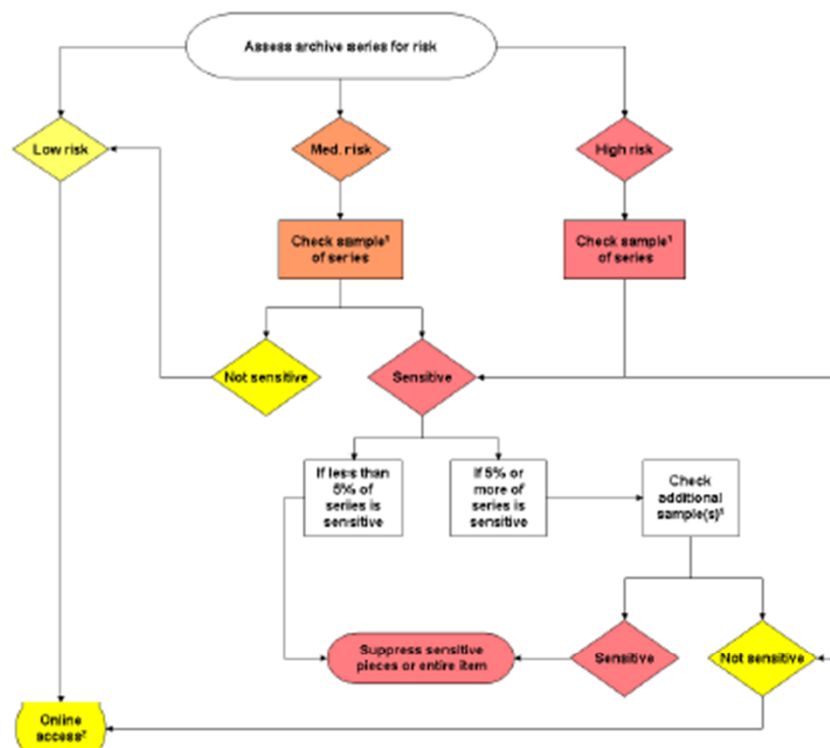 Assess archive series for risk
Low risk
Med. risk
High risk
Check sample¹
of series
Check sample¹
of series
Not sensitive
Sensitive
If less than
5% of
series is
sensitive
If 5% or
more of
series is
sensitive
Check
additional
sample(s)¹
Suppress sensitive
pieces or entire item
Sensitive
Not sensitive
Online
access²